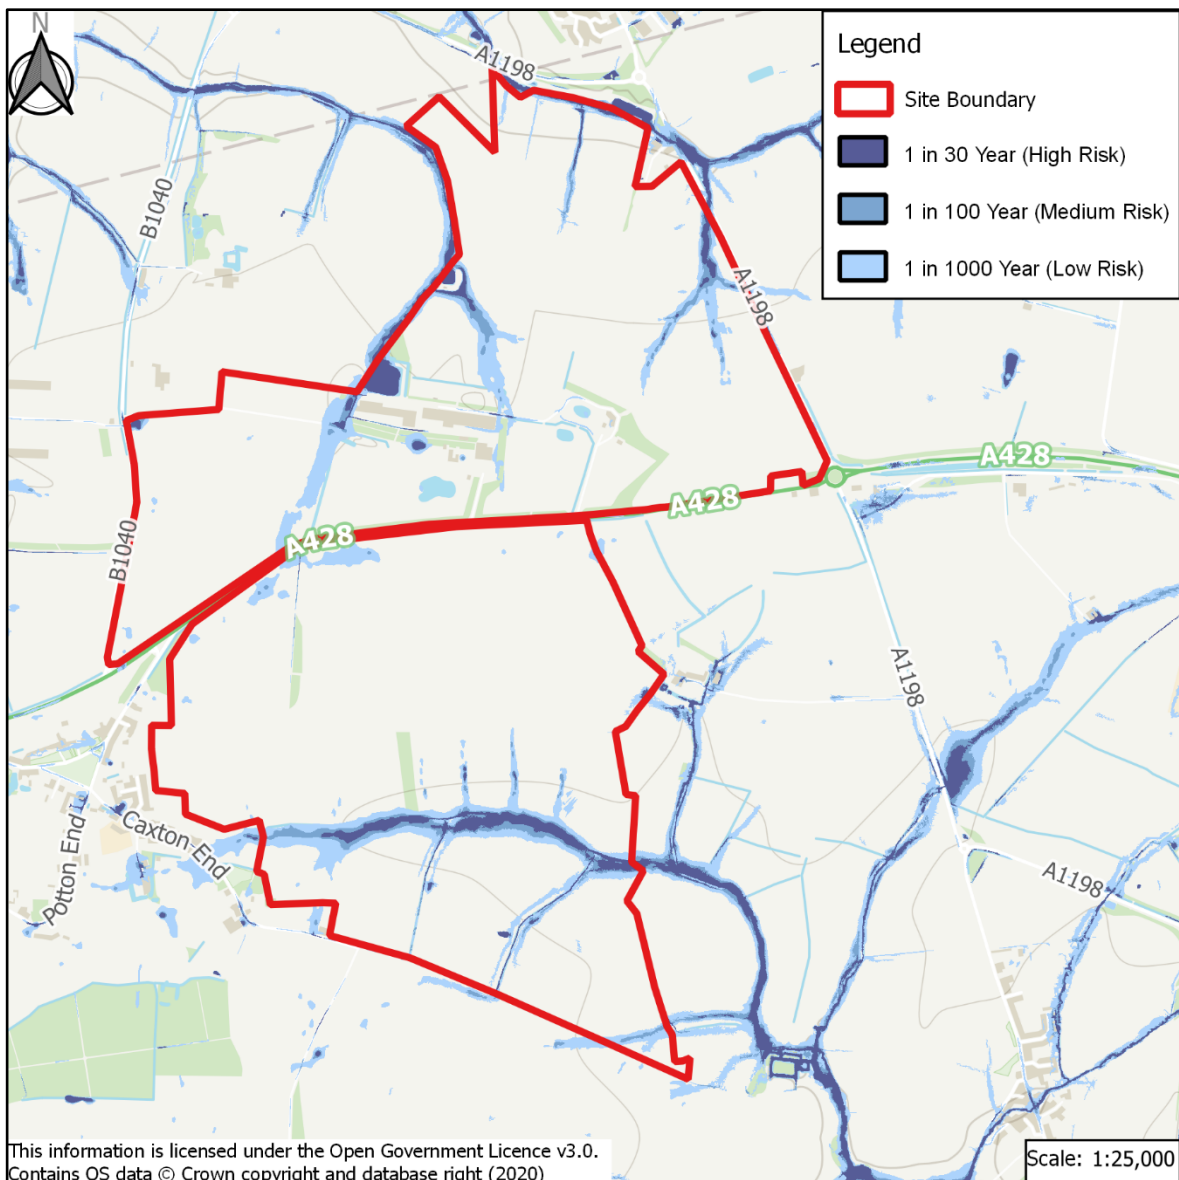 N
A1198
Legend
Site Boundary
1 in 30 Year (High Risk)
1 in 100 Year (Medium Risk)
1 in 1000 Year (Low Risk)
B1040
A1198
A428
A428
A428
B1040
A1198
Caxton End
Potton End
A1198
This information is licensed under the Open Government Licence v3.0.
Contains OS data © Crown copyright and database right (2020)
Scale: 1:25,000